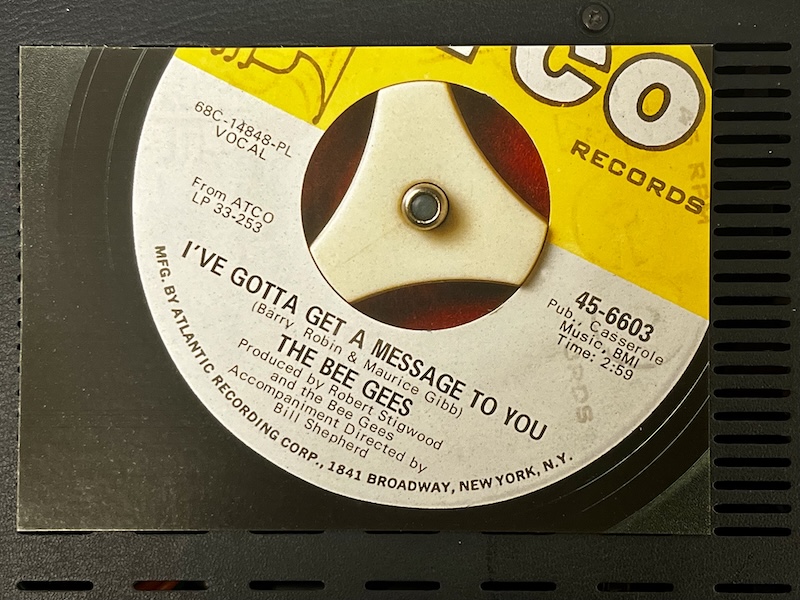 TCO
RECORDS
68C-14848-PL
VOCAL
From ATCO
LP 33-253
45-6603
Pub., Casserole
Music, BMI
Time: 2:59
I'VE GOTTA GET A MESSAGE TO YOU
(Barry, Robin & Maurice Gibb)
THE BEE GEES
Produced by Robert Stigwood
and the Bee Gees
Accompaniment Directed by
Bill Shepherd
MFG. BY ATLANTIC RECORDING CORP., 1841 BROADWAY, NEW YORK, N.Y.